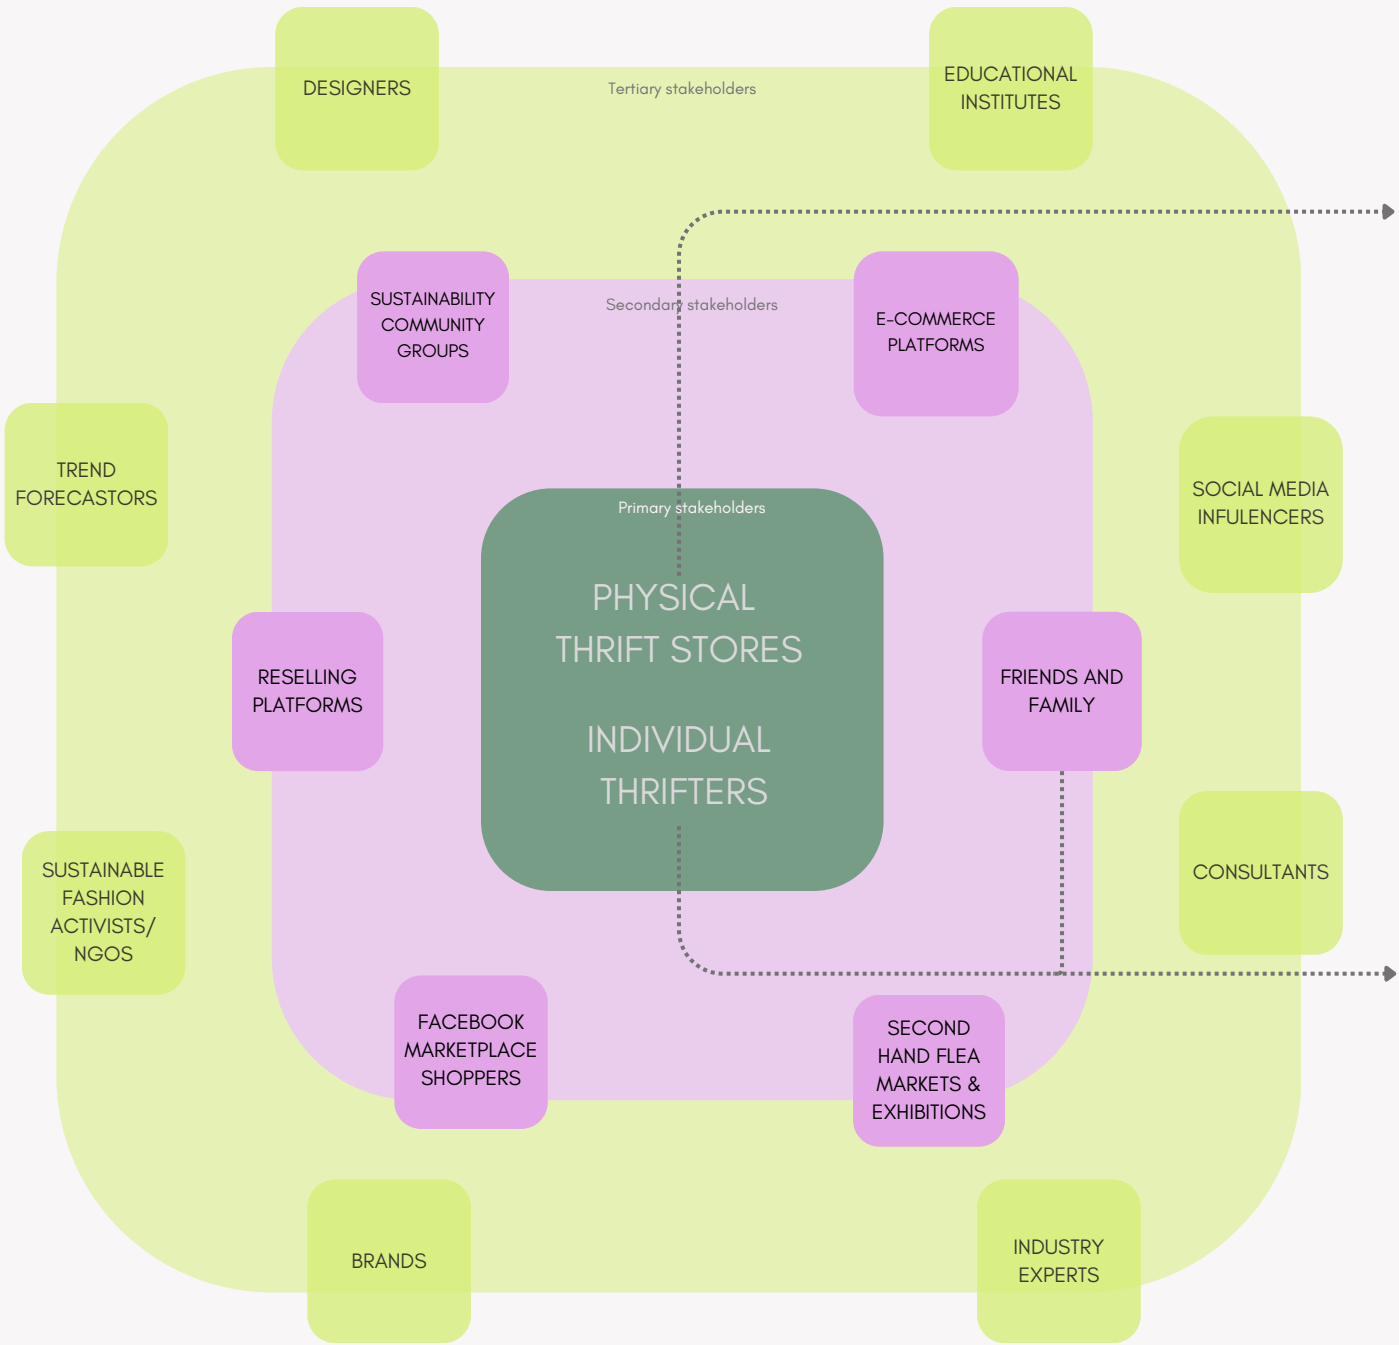 DESIGNERS
Tertiary stakeholders
EDUCATIONAL
INSTITUTES
SUSTAINABILITY
COMMUNITY
GROUPS
Secondary stakeholders
E-COMMERCE
PLATFORMS
TREND
FORECASTORS
Primary stakeholders
SOCIAL MEDIA
INFULENCERS
PHYSICAL
THRIFT STORES
RESELLING
PLATFORMS
FRIENDS AND
FAMILY
INDIVIDUAL
THRIFTERS
SUSTAINABLE
FASHION
ACTIVISTS/
NGOS
CONSULTANTS
FACEBOOK
MARKETPLACE
SHOPPERS
SECOND
HAND FLEA
MARKETS &
EXHIBITIONS
BRANDS
INDUSTRY
EXPERTS